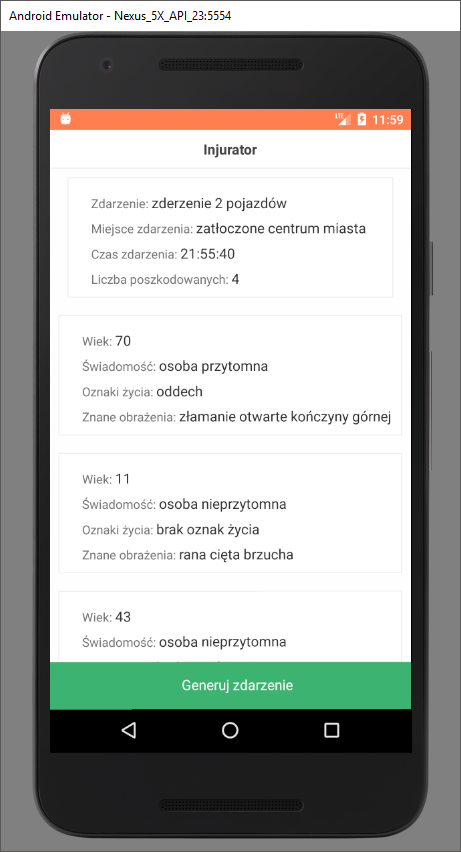 Android Emulator - Nexus_5X_API_23:5554
LTE 11:59
Injurator
Zdarzenie: zderzenie 2 pojazdów
Miejsce zdarzenia: zatłoczone centrum miasta
Czas zdarzenia: 21:55:40
Liczba poszkodowanych: 4
Wiek: 70
Świadomość: osoba przytomna
Oznaki życia: oddech
Znane obrażenia: złamanie otwarte kończyny górnej
Wiek: 11
Świadomość: osoba nieprzytomna
Oznaki życia: brak oznak życia
Znane obrażenia: rana cięta brzucha
Wiek: 43
Świadomość: osoba nieprzytomna
Generuj zdarzenie